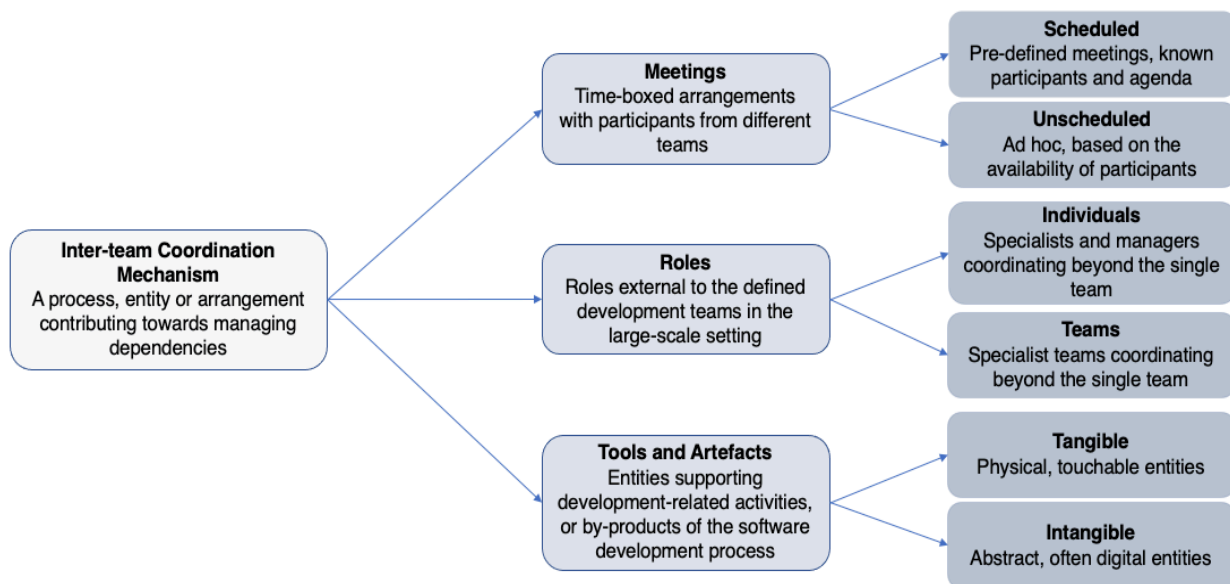 Inter-team Coordination
Mechanism
A process, entity or arrangement
contributing towards managing
dependencies
Meetings
Time-boxed arrangements
with participants from different
teams
Scheduled
Pre-defined meetings, known
participants and agenda
Unscheduled
Ad hoc, based on the
availability of participants
Roles
Roles external to the defined
development teams in the
large-scale setting
Individuals
Specialists and managers
coordinating beyond the single
team
Teams
Specialist teams coordinating
beyond the single team
Tools and Artefacts
Entities supporting
development-related activities,
or by-products of the software
development process
Tangible
Physical, touchable entities
Intangible
Abstract, often digital entities